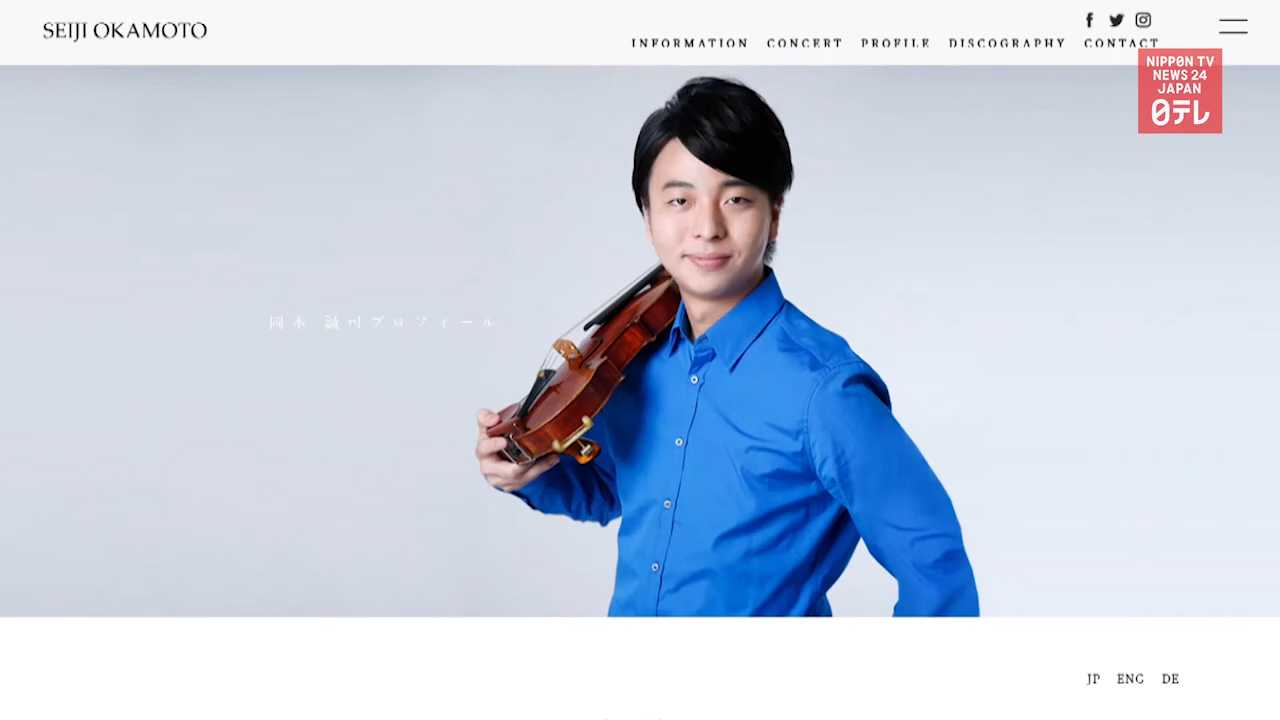 SEIJI OKAMOTO
INFORMATION CONCERT PROFILE DISCOGRAPHY CONTACT
NIPPON TV
NEWS 24
JAPAN
日テレ
岡本 誠司プロフィール
JP ENG DE